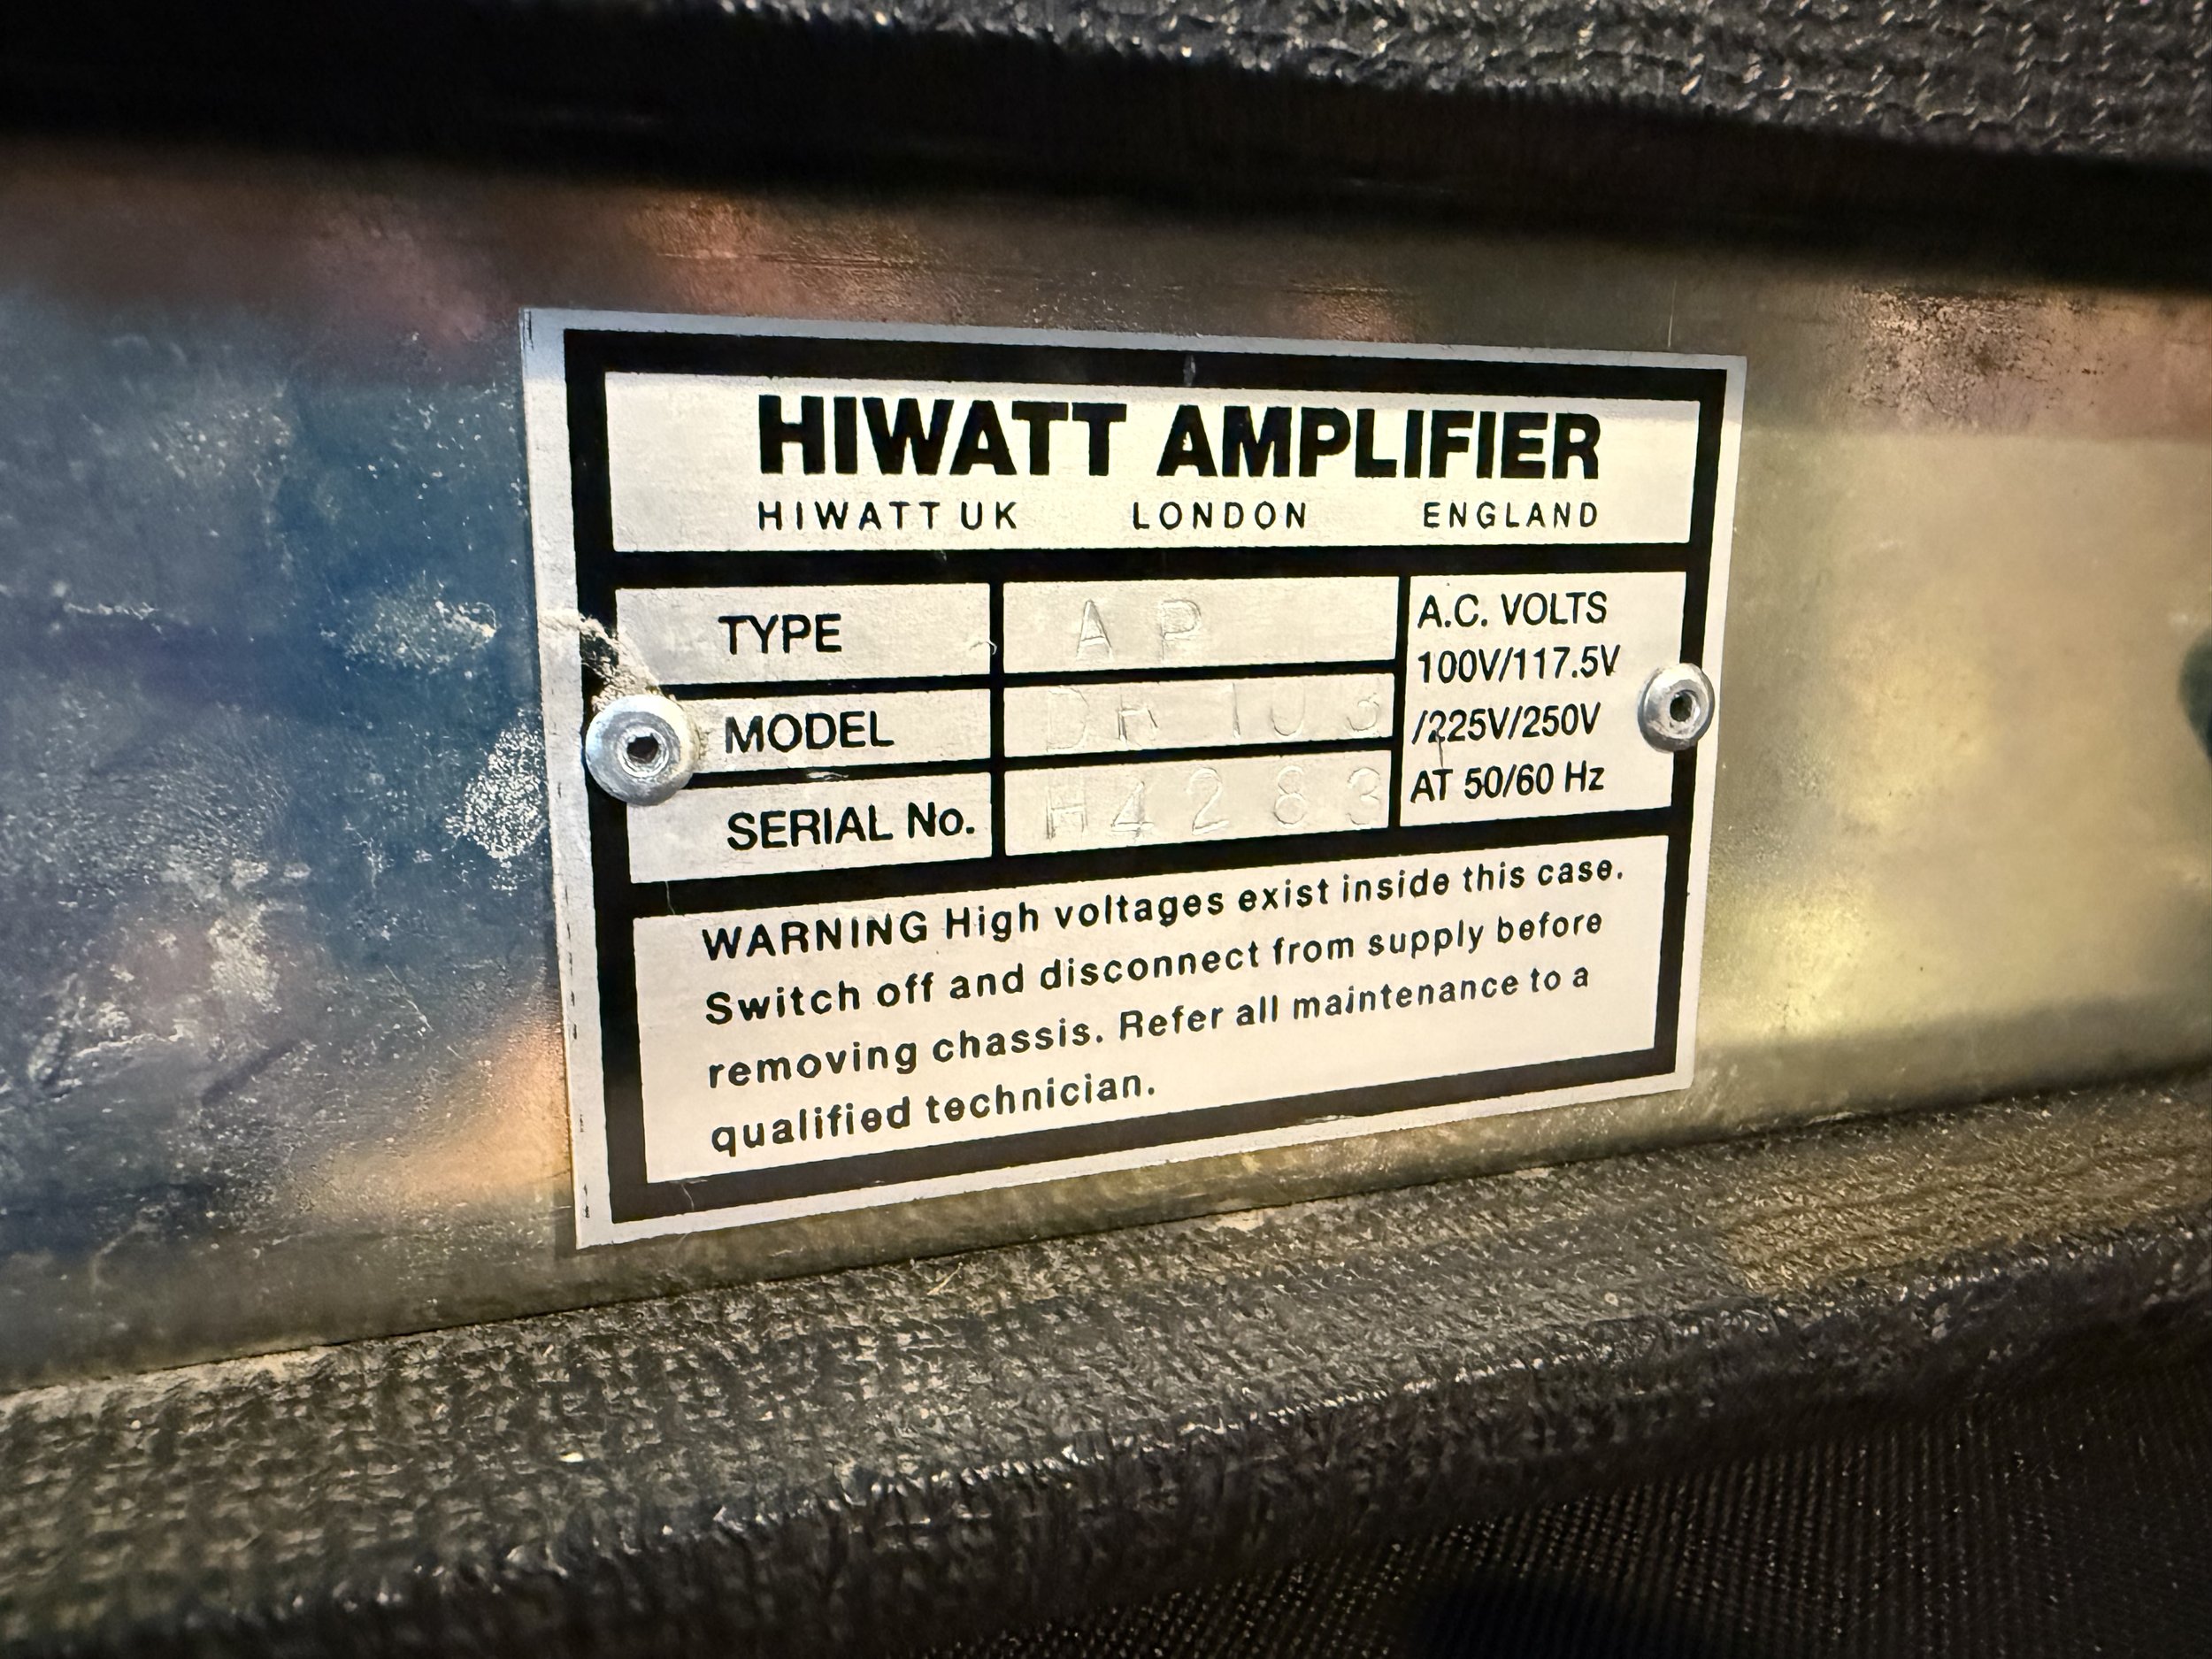 HIWATT AMPLIFIER
HIWATT UK LONDON ENGLAND
TYPE A P
MODEL DR 103
SERIAL No. H4283
A.C. VOLTS
100V/117.5V
/225V/250V
AT 50/60 Hz
WARNING High voltages exist inside this case.
Switch off and disconnect from supply before
removing chassis. Refer all maintenance to a
qualified technician.